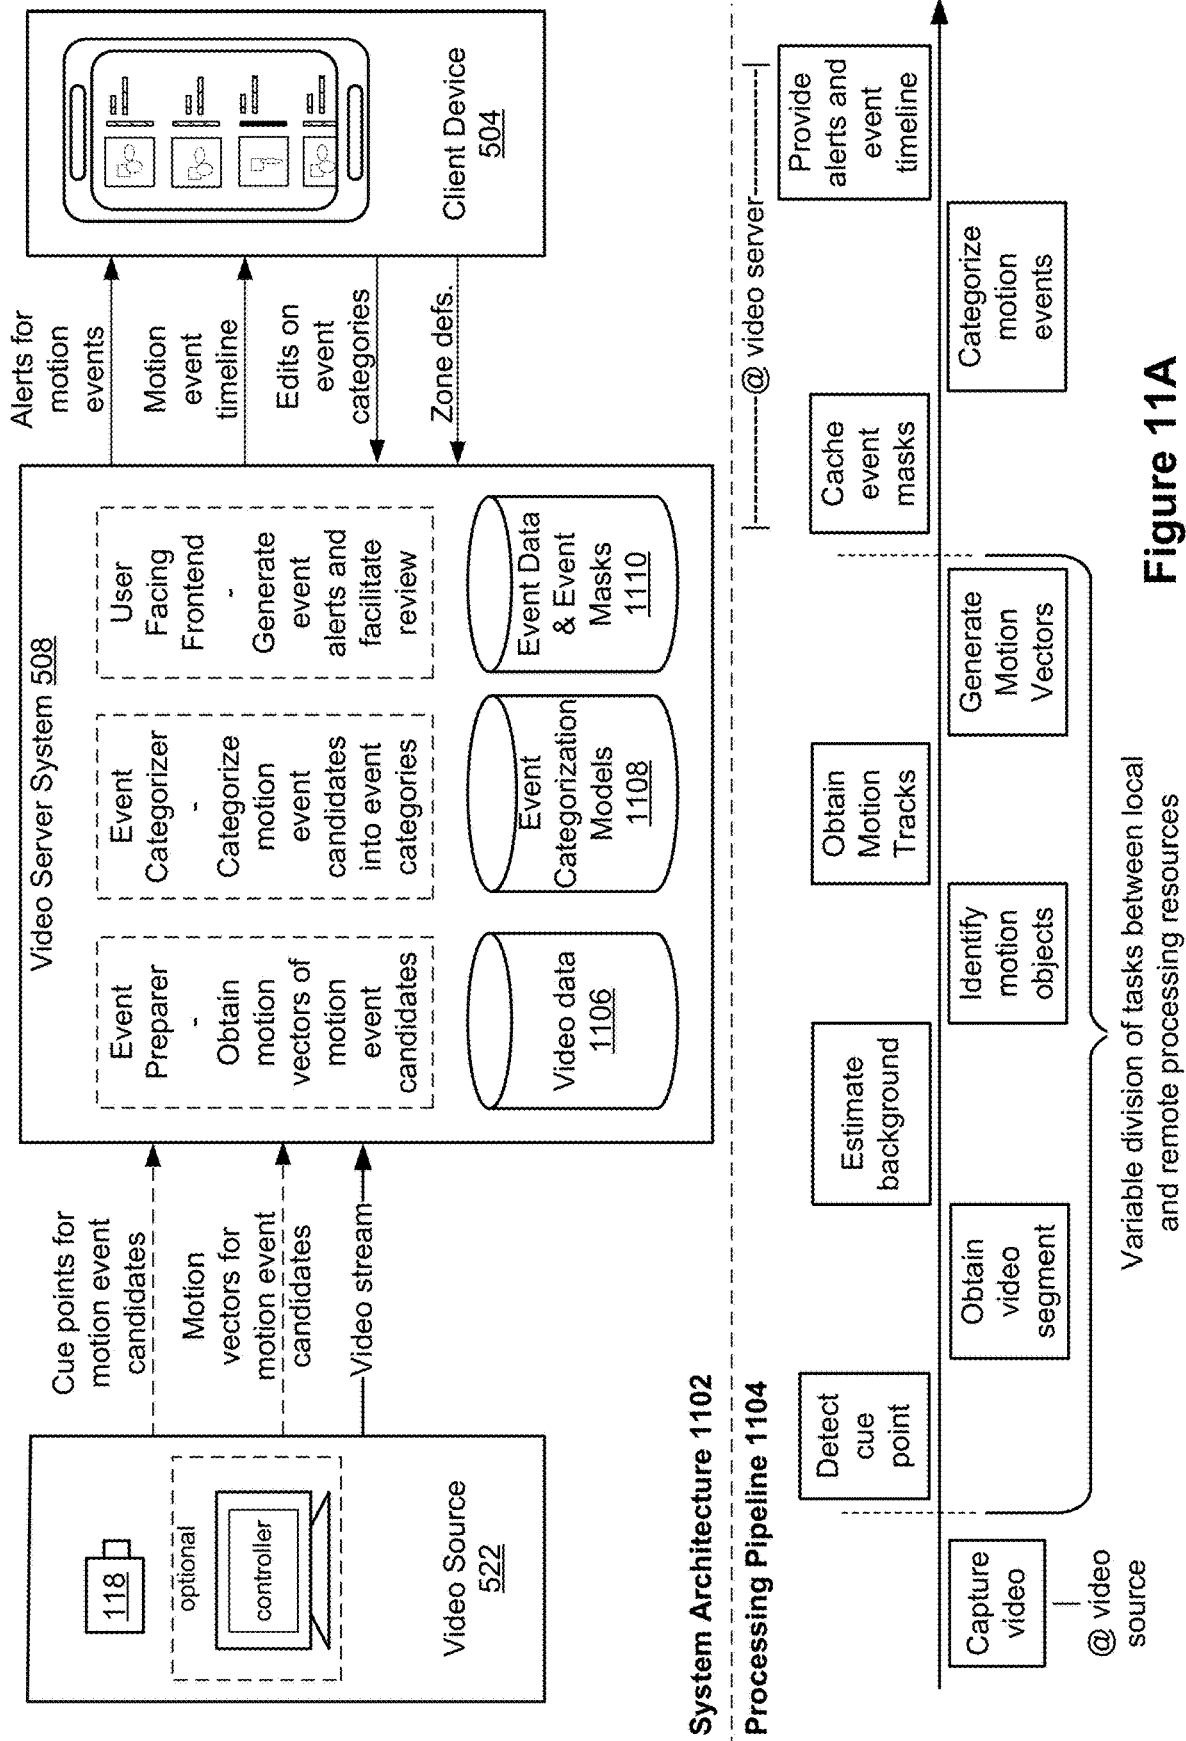 118
optional
controller
Video Source
522
Cue points for
motion event
candidates
Motion
vectors for
motion event
candidates
Video stream
Video Server System 508
Event
Preparer
-
Obtain
motion
vectors of
motion
event
candidates
Event
Categorizer
-
Categorize
motion
event
candidates
into event
categories
User
Facing
Frontend
-
Generate
event
alerts and
facilitate
review
Video data
1106
Event
Categorization
Models
1108
Event Data
& Event
Masks
1110
Alerts for
motion
events
Motion
event
timeline
Edits on
event
categories
Zone defs.
Client Device
504
System Architecture 1102
Processing Pipeline 1104
@ video server
Detect
cue
point
Estimate
background
Obtain
Motion
Tracks
Cache
event
masks
Provide
alerts and
event
timeline
Capture
video
Obtain
video
segment
Identify
motion
objects
Generate
Motion
Vectors
Categorize
motion
events
@ video
source
Variable division of tasks between local
and remote processing resources
Figure 11A